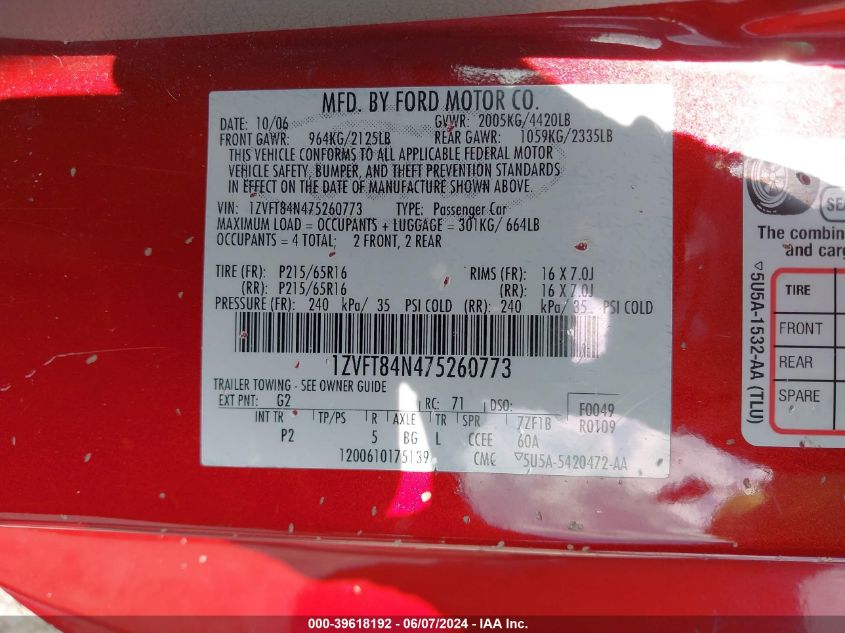 MFD. BY FORD MOTOR CO.
DATE: 10/06 GVWR: 2005KG/4420LB
FRONT GAWR: 964KG/2125LB REAR GAWR: 1059KG/2335LB
THIS VEHICLE CONFORMS TO ALL APPLICABLE FEDERAL MOTOR
VEHICLE SAFETY, BUMPER, AND THEFT PREVENTION STANDARDS
IN EFFECT ON THE DATE OF MANUFACTURE SHOWN ABOVE.
VIN: 1ZVFT84N475260773 TYPE: Passenger Car
MAXIMUM LOAD = OCCUPANTS + LUGGAGE = 301KG/ 664LB
OCCUPANTS = 4 TOTAL: 2 FRONT, 2 REAR
TIRE (FR): P215/65R16 RIMS (FR): 16 X 7.0J
(RR): P215/65R16 (RR): 16 X 7.0J
PRESSURE (FR): 240 kPa/ 35 PSI COLD (RR): 240 kPa/ 35 PSI COLD
1ZVFT84N475260773
TRAILER TOWING - SEE OWNER GUIDE
EXT PNT: G2 RC: 71 DSO: F0049
INT TR TP/PS R AXLE TR SPR 7ZF1B R0109
P2 5 BG L CCEE 60A
1200610175139 CMC ▽5U5A-5420472-AA
SEA
The combin
and carg
TIRE
FRONT
REAR
SPARE
▽5U5A-1532-AA (TLU)
000-39618192 - 06/07/2024 - IAA Inc.